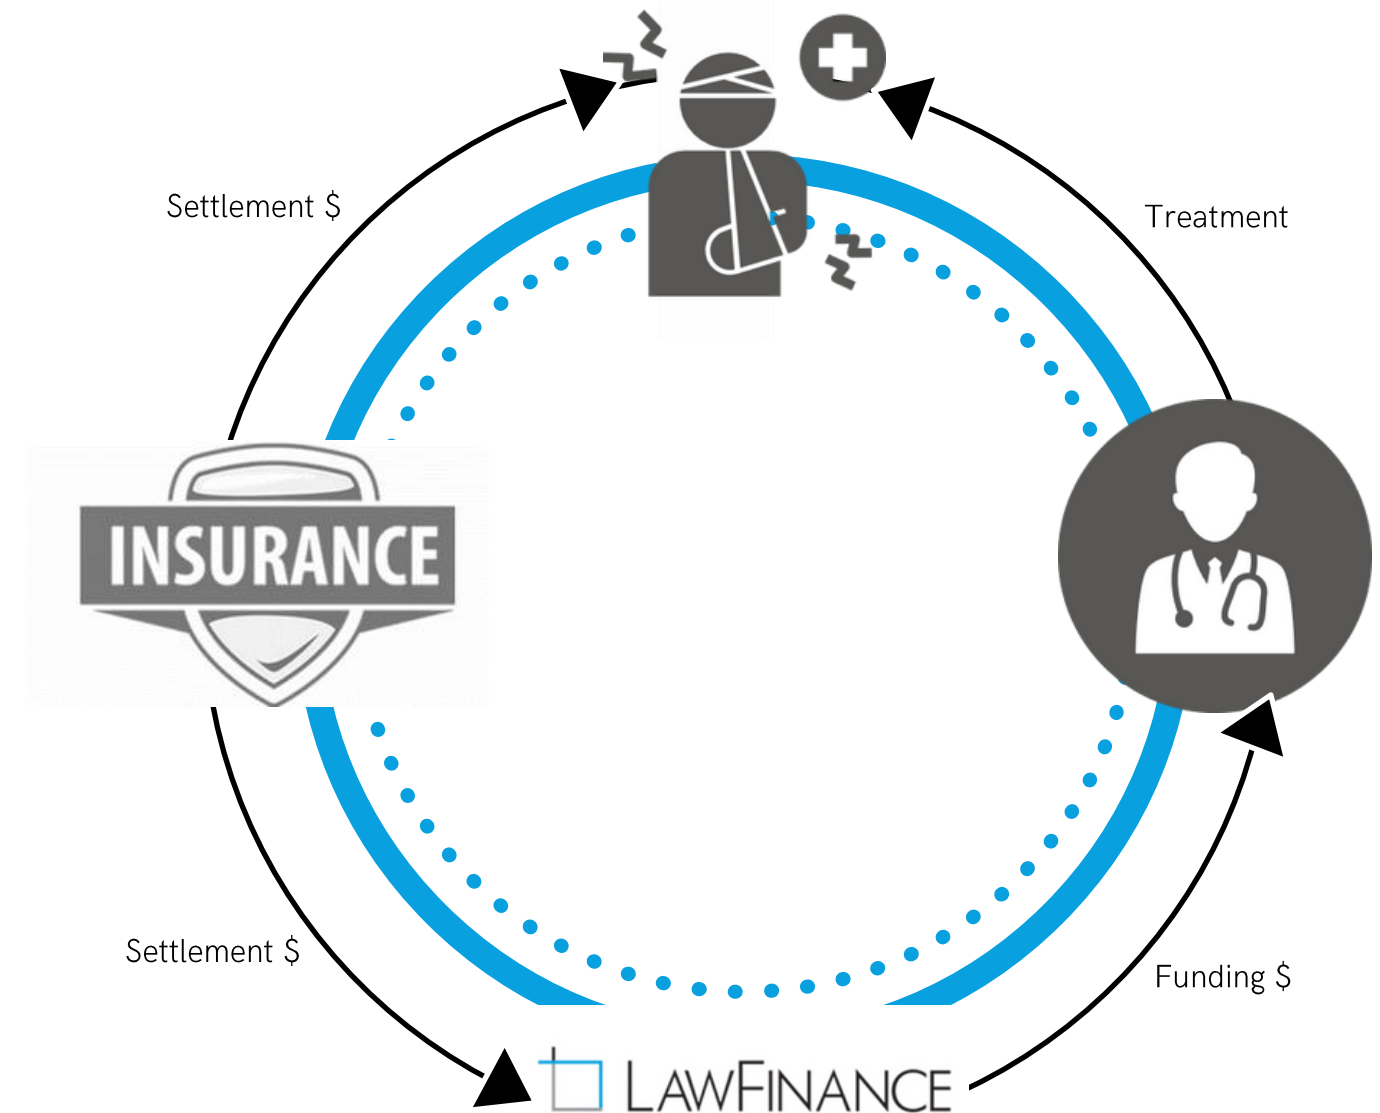 Settlement $
Treatment
INSURANCE
Settlement $
Funding $
LAWFINANCE